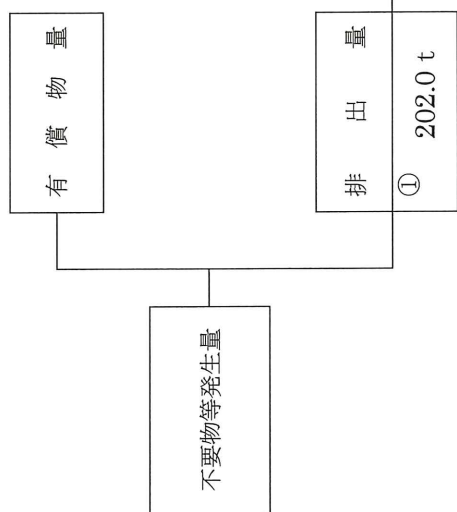 不要物等発生量
有償物量
排出量
① 202.0 t